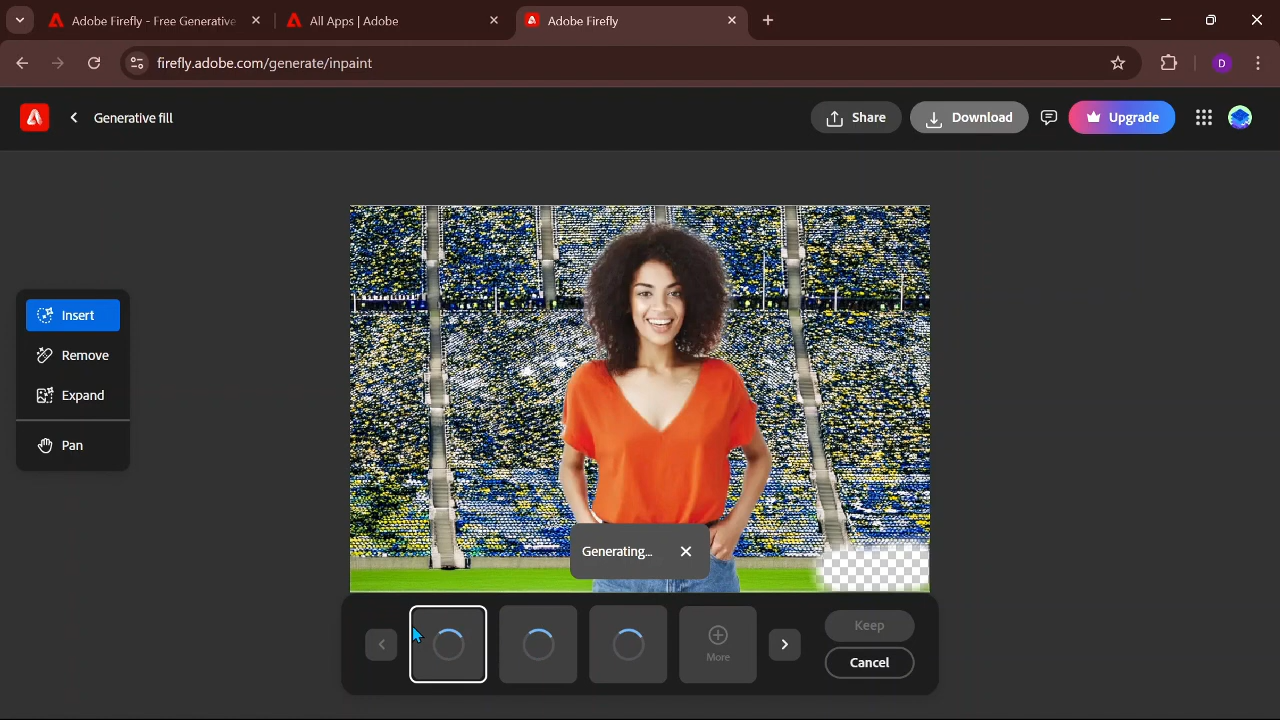 Adobe Firefly - Free Generative
All Apps | Adobe
Adobe Firefly
firefly.adobe.com/generate/inpaint
D
Generative fill
Share
Download
Upgrade
Insert
Remove
Expand
Pan
Generating...
More
Keep
Cancel